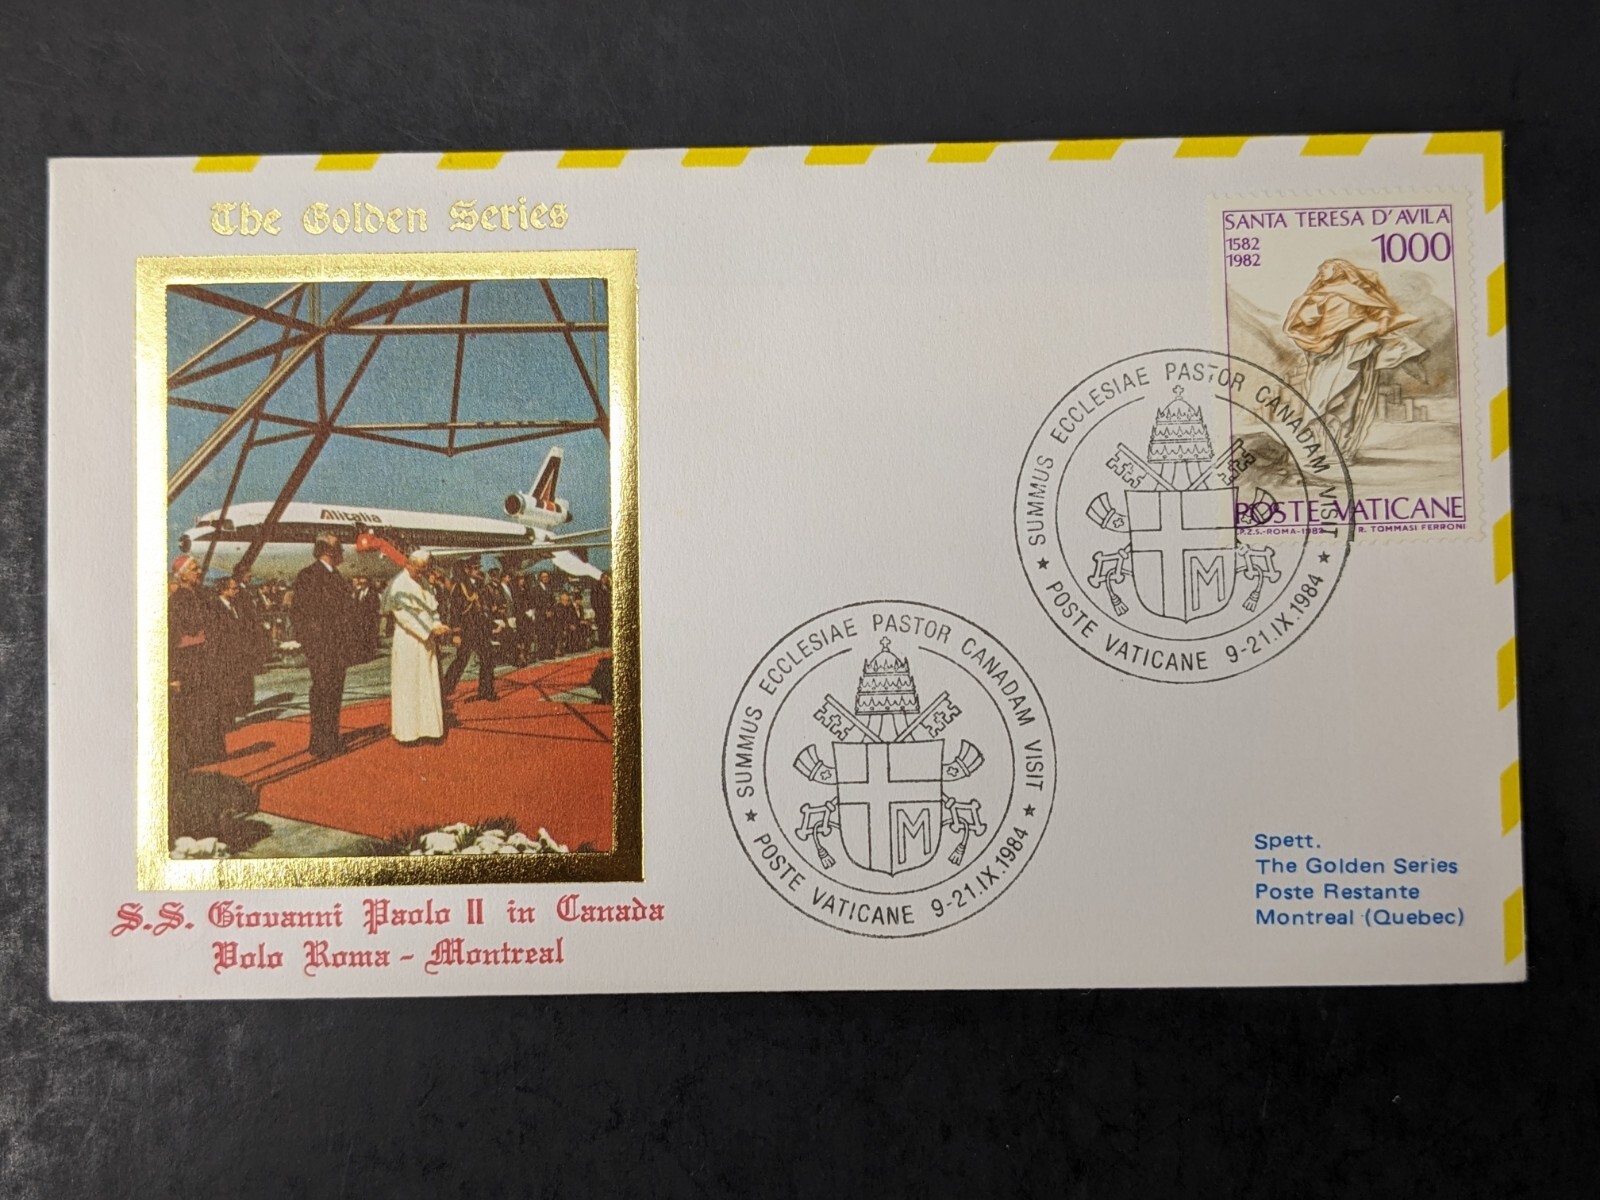 The Golden Series
Alitalia
S.S. Giovanni Paolo II in Canada
Volo Roma - Montreal
SANTA TERESA D'AVILA
1582
1982
1000
POSTE VATICANE
I.P.Z.S.-ROMA-1982 R. TOMMASI FERRONI
SUMMUS ECCLESIAE PASTOR CANADAM VISIT
★ POSTE VATICANE 9-21.IX.1984 ★
M
SUMMUS ECCLESIAE PASTOR CANADAM VISIT
★ POSTE VATICANE 9-21.IX.1984 ★
M
Spett.
The Golden Series
Poste Restante
Montreal (Quebec)